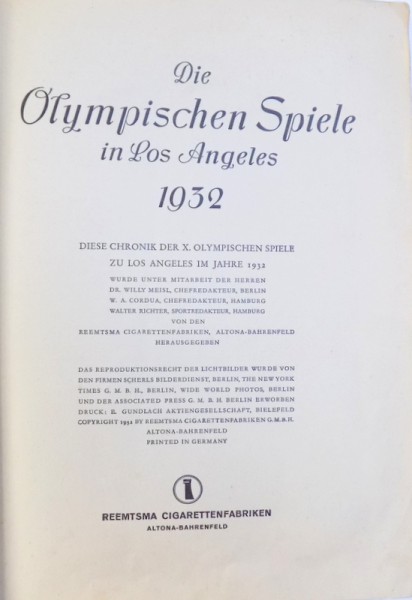 Die
Olympischen Spiele
in Los Angeles
1932
DIESE CHRONIK DER X. OLYMPISCHEN SPIELE
ZU LOS ANGELES IM JAHRE 1932
WURDE UNTER MITARBEIT DER HERREN
DR. WILLY MEISL, CHEFREDAKTEUR, BERLIN
W. A. CORDUA, CHEFREDAKTEUR, HAMBURG
WALTER RICHTER, SPORTREDAKTEUR, HAMBURG
VON DEN
REEMTSMA CIGARETTENFABRIKEN, ALTONA-BAHRENFELD
HERAUSGEGEBEN
DAS REPRODUKTIONSRECHT DER LICHTBILDER WURDE VON
DEN FIRMEN SCHERLS BILDERDIENST, BERLIN, THE NEW YORK
TIMES G. M. B. H., BERLIN, WIDE WORLD PHOTOS, BERLIN
UND DER ASSOCIATED PRESS G. M. B. H. BERLIN ERWORBEN
DRUCK: E. GUNDLACH AKTIENGESELLSCHAFT, BIELEFELD
COPYRIGHT 1932 BY REEMTSMA CIGARETTENFABRIKEN G.M.B.H.
ALTONA-BAHRENFELD
PRINTED IN GERMANY
REEMTSMA CIGARETTENFABRIKEN
ALTONA-BAHRENFELD